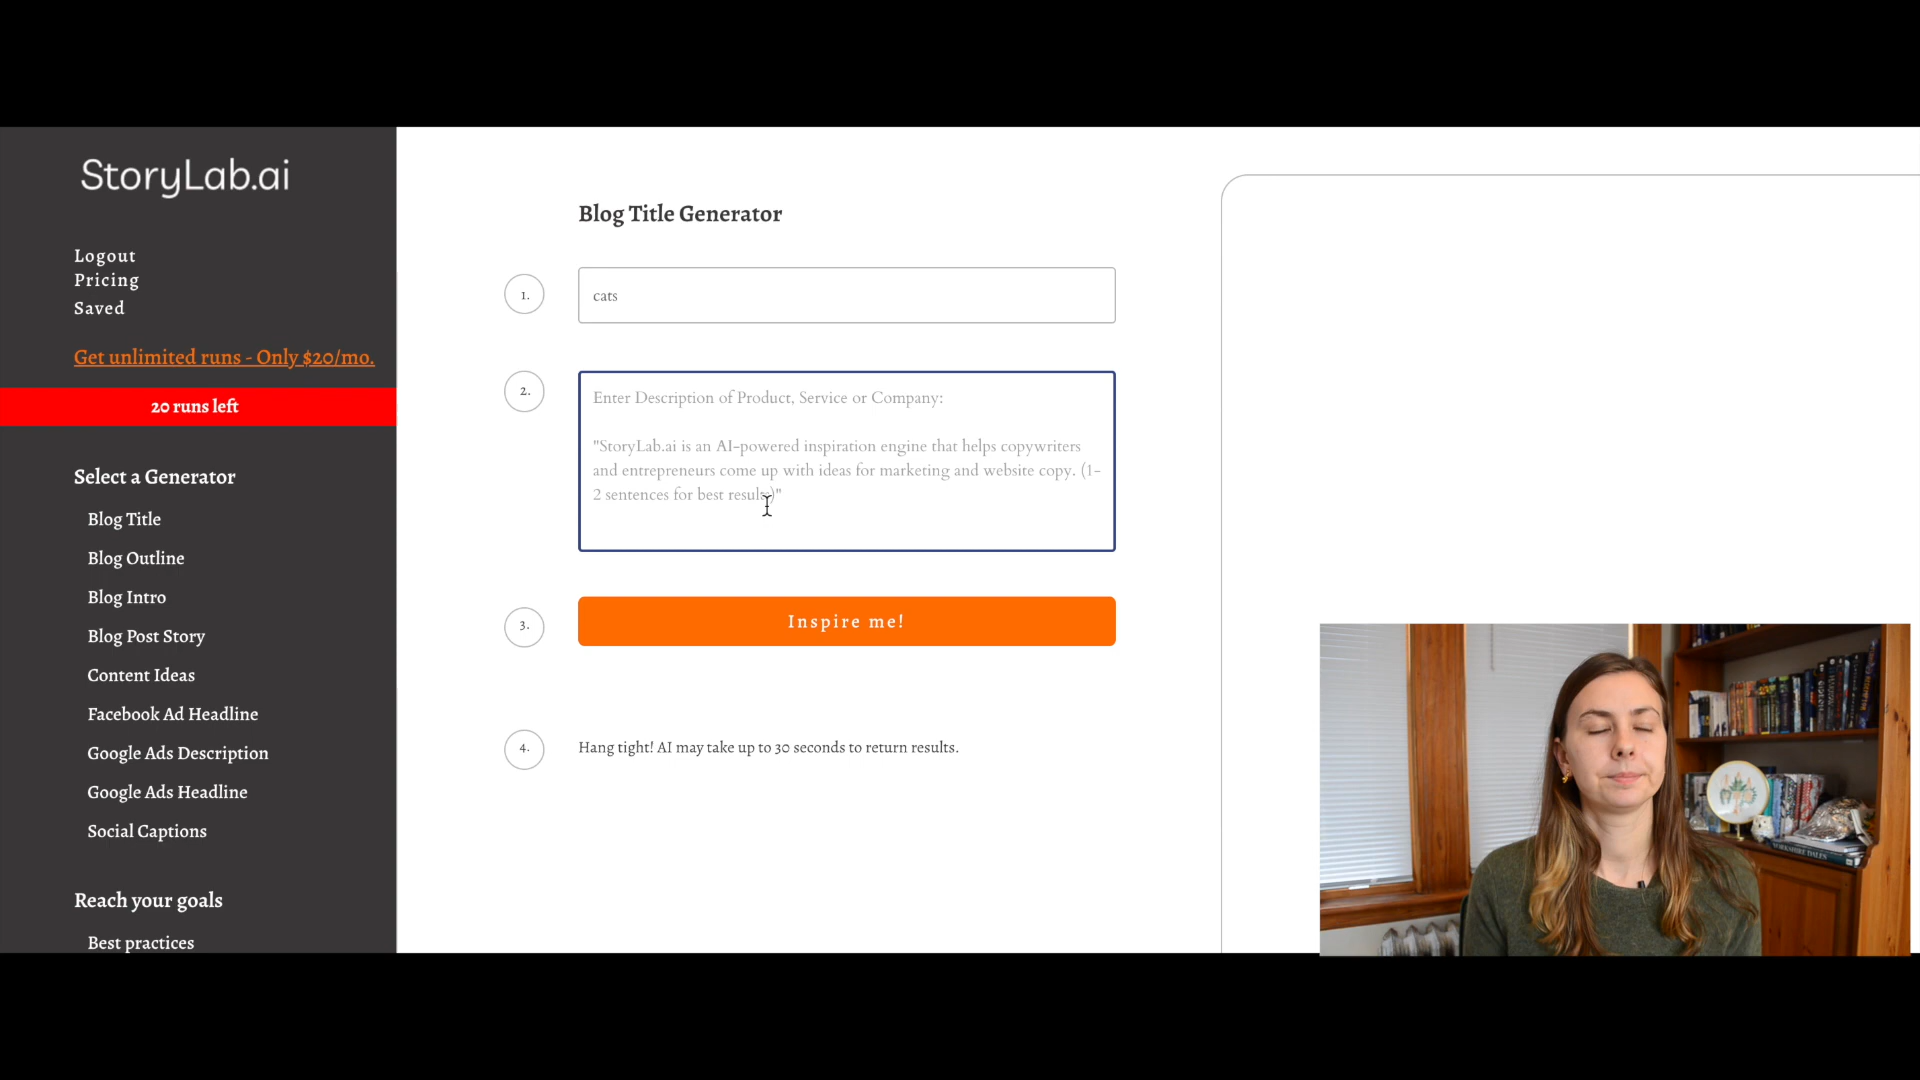 StoryLab.ai
Logout
Pricing
Saved
Get unlimited runs - Only $20/mo.
20 runs left
Select a Generator
Blog Title
Blog Outline
Blog Intro
Blog Post Story
Content Ideas
Facebook Ad Headline
Google Ads Description
Google Ads Headline
Social Captions
Reach your goals
Best practices
Blog Title Generator
1.
cats
2.
Enter Description of Product, Service or Company:
"StoryLab.ai is an AI-powered inspiration engine that helps copywriters
and entrepreneurs come up with ideas for marketing and website copy. (1-
2 sentences for best results)"
3.
Inspire me!
4.
Hang tight! AI may take up to 30 seconds to return results.
YORKSHIRE DALES